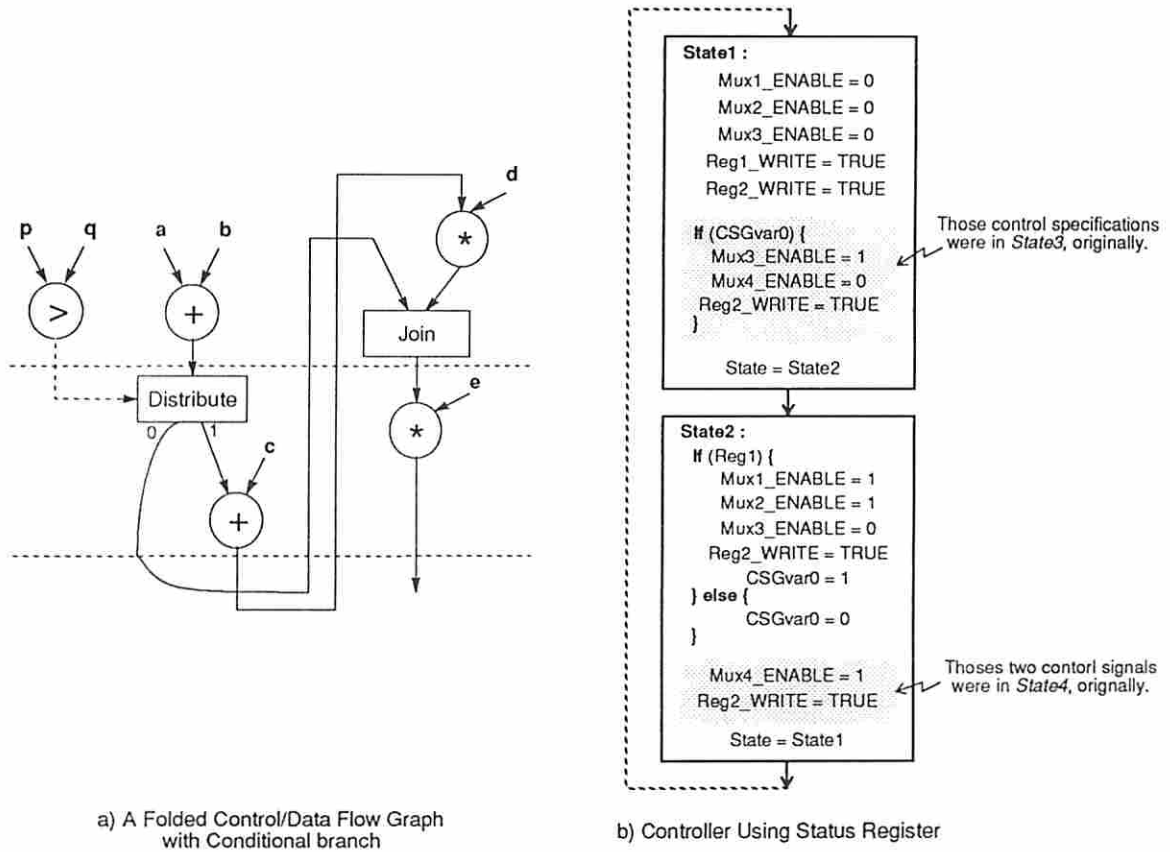 p
q
a
b
>
+
Distribute
0
1
c
+
d
*
Join
e
*
a) A Folded Control/Data Flow Graph
with Conditional branch
State1 :
Mux1_ENABLE = 0
Mux2_ENABLE = 0
Mux3_ENABLE = 0
Reg1_WRITE = TRUE
Reg2_WRITE = TRUE
If (CSGvar0) {
Mux3_ENABLE = 1
Mux4_ENABLE = 0
Reg2_WRITE = TRUE
}
State = State2
Those control specifications
were in State3, originally.
State2 :
If (Reg1) {
Mux1_ENABLE = 1
Mux2_ENABLE = 1
Mux3_ENABLE = 0
Reg2_WRITE = TRUE
CSGvar0 = 1
} else {
CSGvar0 = 0
}
Mux4_ENABLE = 1
Reg2_WRITE = TRUE
State = State1
Thoses two contorl signals
were in State4, orignally.
b) Controller Using Status Register